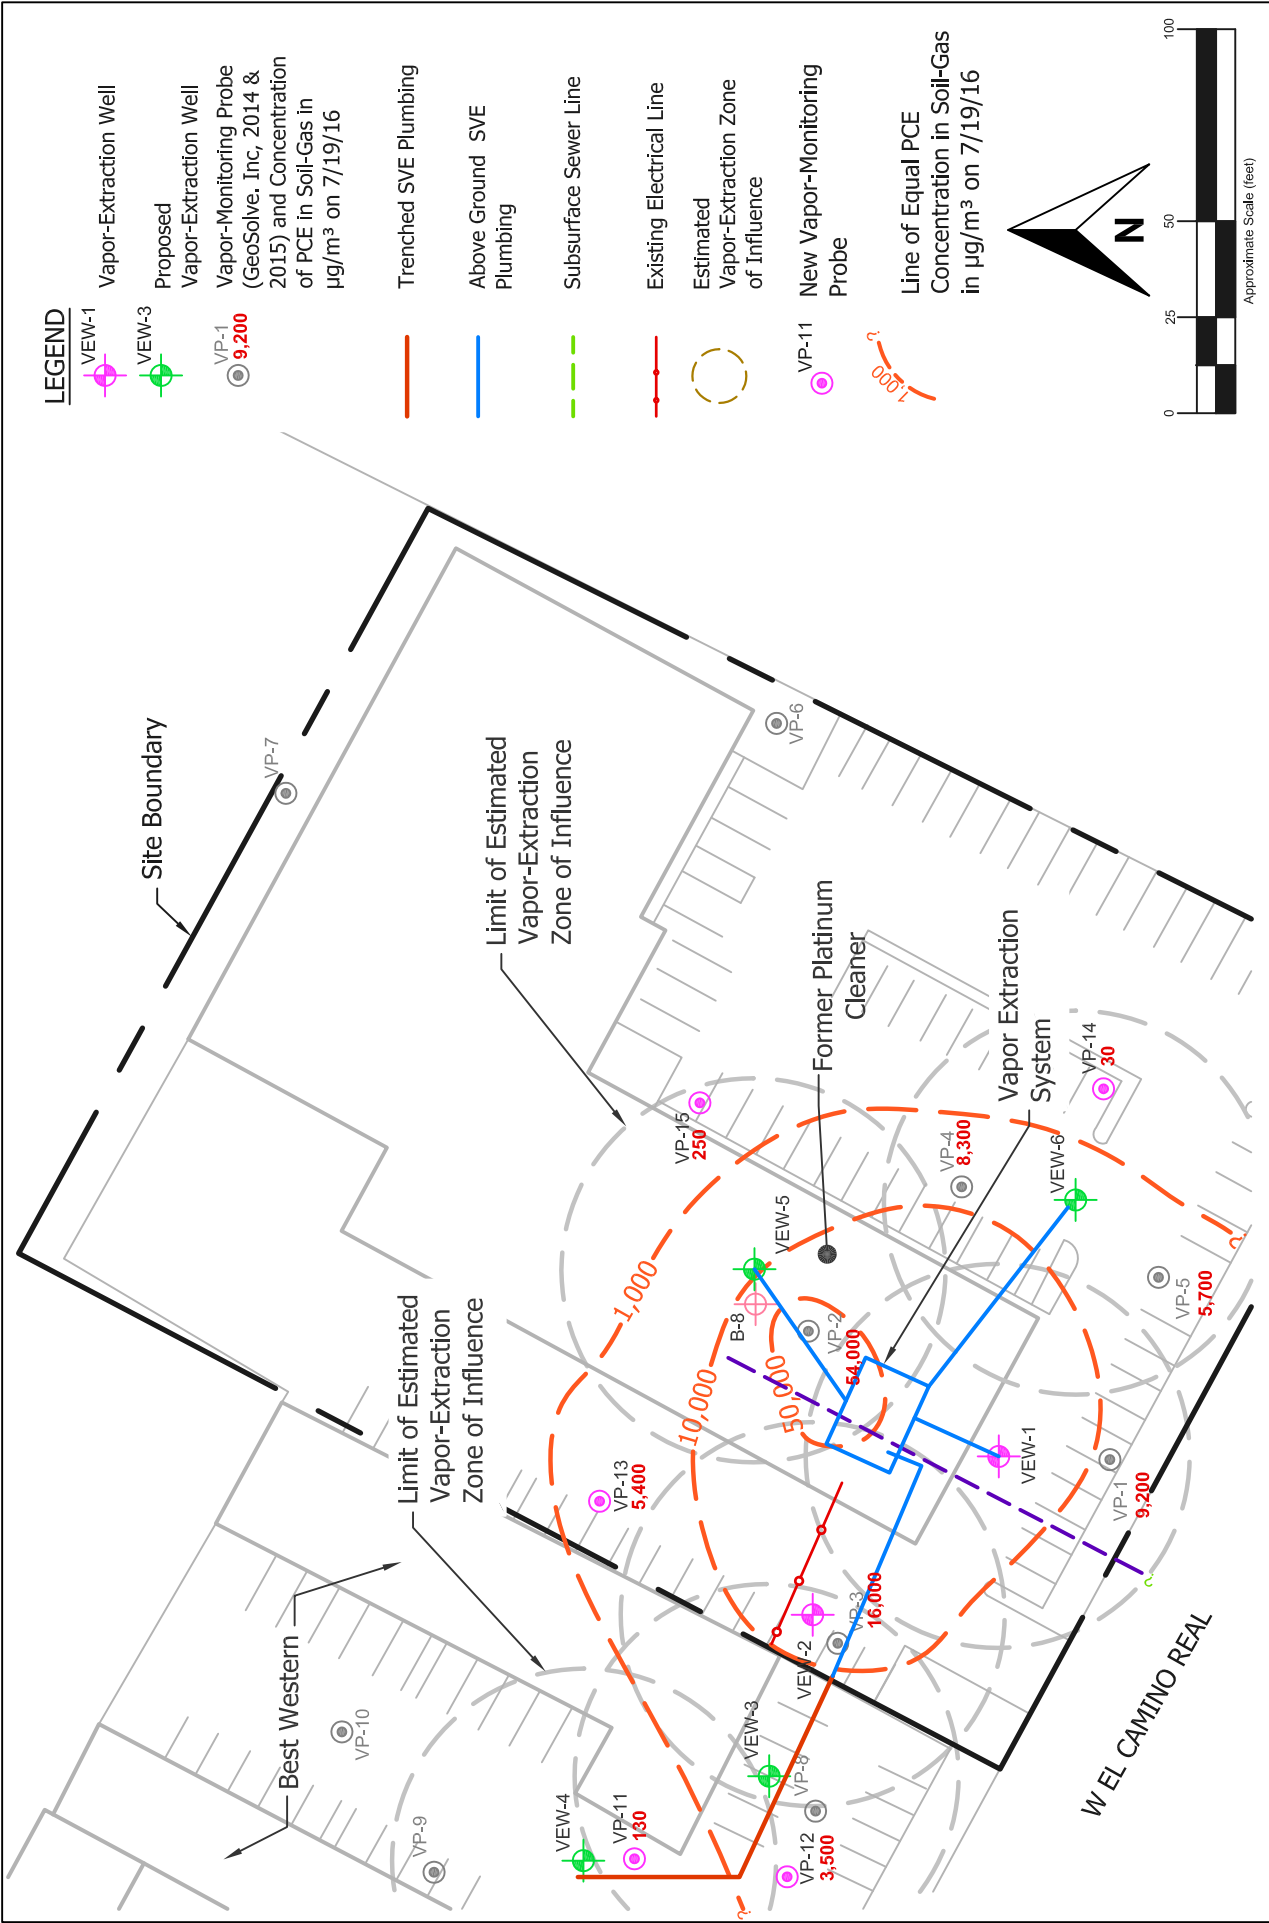 LEGEND
VEW-1
Vapor-Extraction Well
VEW-3
Proposed
Vapor-Extraction Well
VP-1
9,200
Vapor-Monitoring Probe
(GeoSolve. Inc, 2014 &
2015) and Concentration
of PCE in Soil-Gas in
µg/m³ on 7/19/16
Trenched SVE Plumbing
Above Ground SVE
Plumbing
Subsurface Sewer Line
Existing Electrical Line
Estimated
Vapor-Extraction Zone
of Influence
VP-11
New Vapor-Monitoring
Probe
1,000
?
Line of Equal PCE
Concentration in Soil-Gas
in µg/m³ on 7/19/16
N
0
25
50
100
Approximate Scale (feet)
Site Boundary
VP-7
VP-6
Limit of Estimated
Vapor-Extraction
Zone of Influence
Former Platinum
Cleaner
Vapor Extraction
System
VP-14
30
VP-15
250
VP-4
8,300
VEW-6
VEW-5
VP-5
5,700
B-8
VP-2
54,000
1,000
10,000
50,000
?
Limit of Estimated
Vapor-Extraction
Zone of Influence
VP-13
5,400
VEW-1
VP-1
9,200
?
VEW-2
VP-3
16,000
Best Western
VP-10
VP-9
VEW-4
VP-11
130
VEW-3
VP-8
VP-12
3,500
?
W EL CAMINO REAL